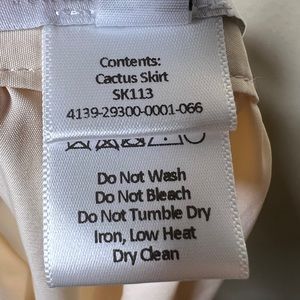 Contents:
Cactus Skirt
SK113
4139-29300-0001-066
Do Not Wash
Do Not Bleach
Do Not Tumble Dry
Iron, Low Heat
Dry Clean